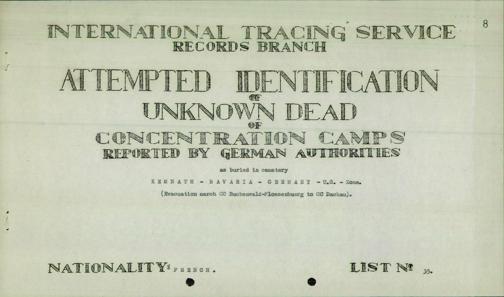 8
INTERNATIONAL TRACING SERVICE
RECORDS BRANCH
ATTEMPTED IDENTIFICATION
OF
UNKNOWN DEAD
OF
CONCENTRATION CAMPS
REPORTED BY GERMAN AUTHORITIES
as buried in cemetery
KEMNATH - BAVARIA - GERMANY - U.S. - Zone.
(Evacuation march CC Buchenwald-Flossenbuerg to CC Dachau).
NATIONALITY: FRENCH. LIST Nº 35.